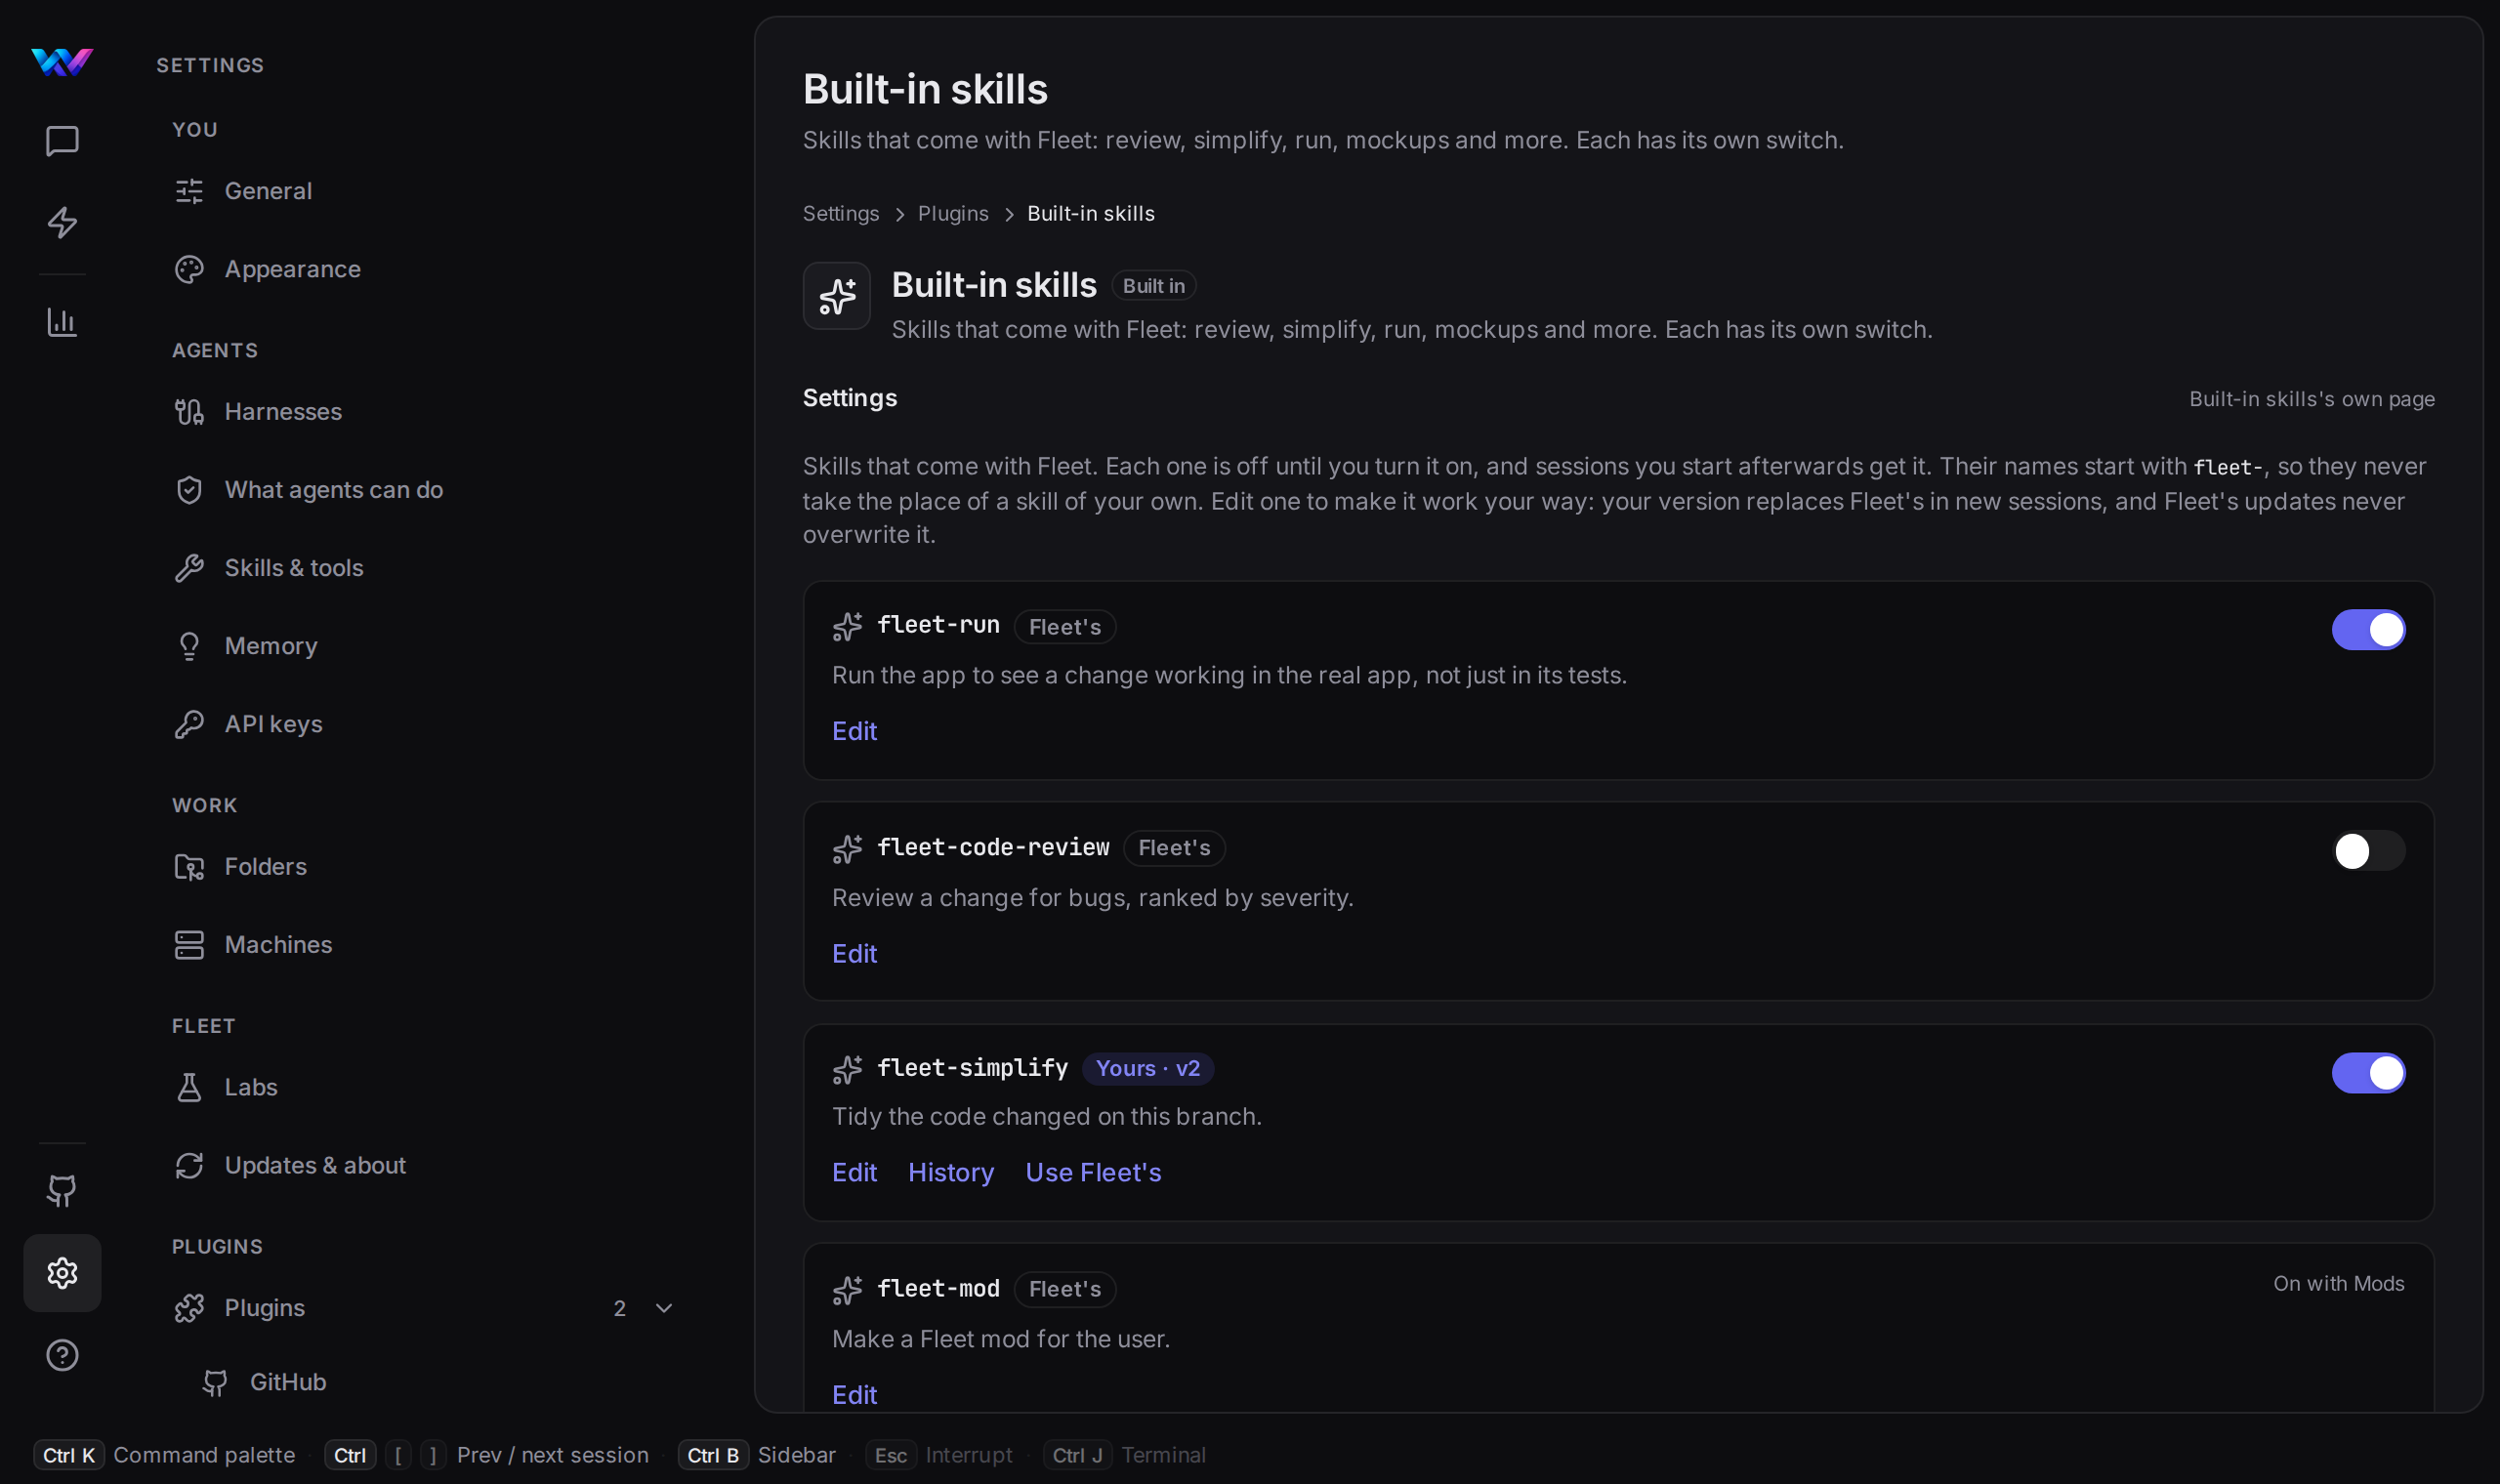 SETTINGS
YOU
General
Appearance
AGENTS
Harnesses
What agents can do
Skills & tools
Memory
API keys
WORK
Folders
Machines
FLEET
Labs
Updates & about
PLUGINS
Plugins 2
GitHub
Built-in skills
Skills that come with Fleet: review, simplify, run, mockups and more. Each has its own switch.
Settings > Plugins > Built-in skills
Built-in skills Built in
Skills that come with Fleet: review, simplify, run, mockups and more. Each has its own switch.
Settings Built-in skills's own page
Skills that come with Fleet. Each one is off until you turn it on, and sessions you start afterwards get it. Their names start with fleet-, so they never
take the place of a skill of your own. Edit one to make it work your way: your version replaces Fleet's in new sessions, and Fleet's updates never
overwrite it.
fleet-run Fleet's
Run the app to see a change working in the real app, not just in its tests.
Edit
fleet-code-review Fleet's
Review a change for bugs, ranked by severity.
Edit
fleet-simplify Yours · v2
Tidy the code changed on this branch.
Edit History Use Fleet's
fleet-mod Fleet's On with Mods
Make a Fleet mod for the user.
Edit
Ctrl K Command palette · Ctrl [ ] Prev / next session · Ctrl B Sidebar · Esc Interrupt · Ctrl J Terminal